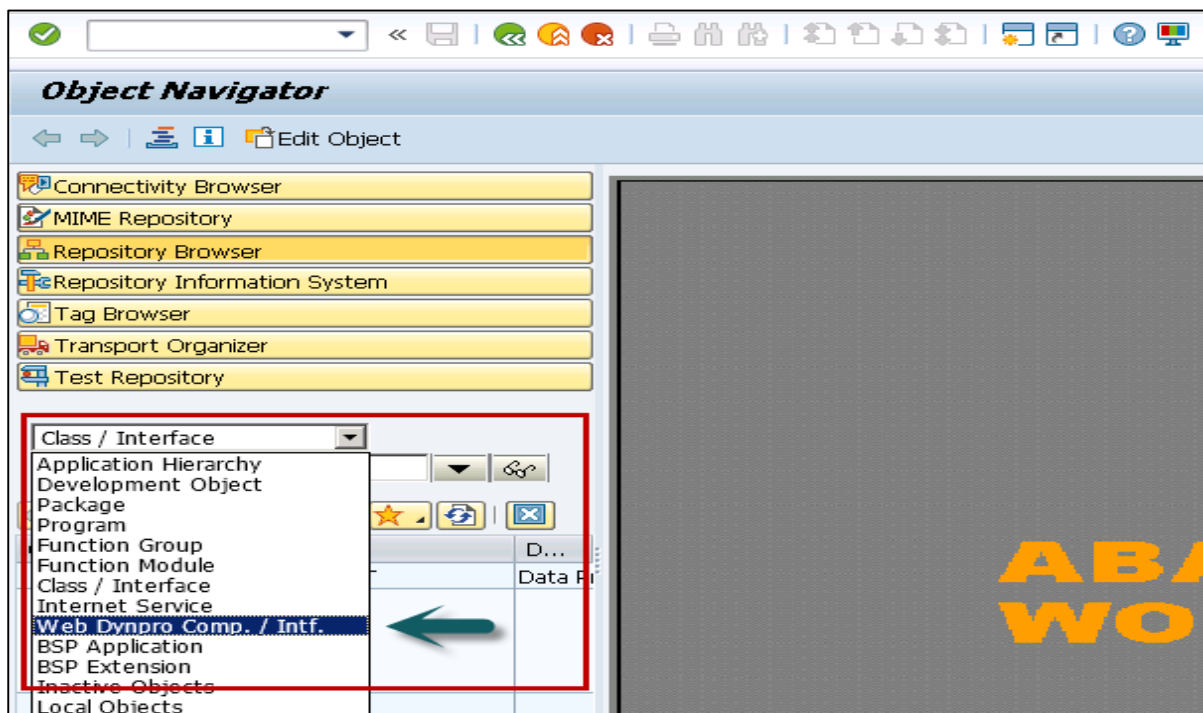 Object Navigator
Edit Object
Connectivity Browser
MIME Repository
Repository Browser
Repository Information System
Tag Browser
Transport Organizer
Test Repository
Class / Interface
Application Hierarchy
Development Object
Package
Program
Function Group
Function Module
Class / Interface
Internet Service
Web Dynpro Comp. / Intf.
BSP Application
BSP Extension
Inactive Objects
Local Objects
D...
Data
ABA
WO